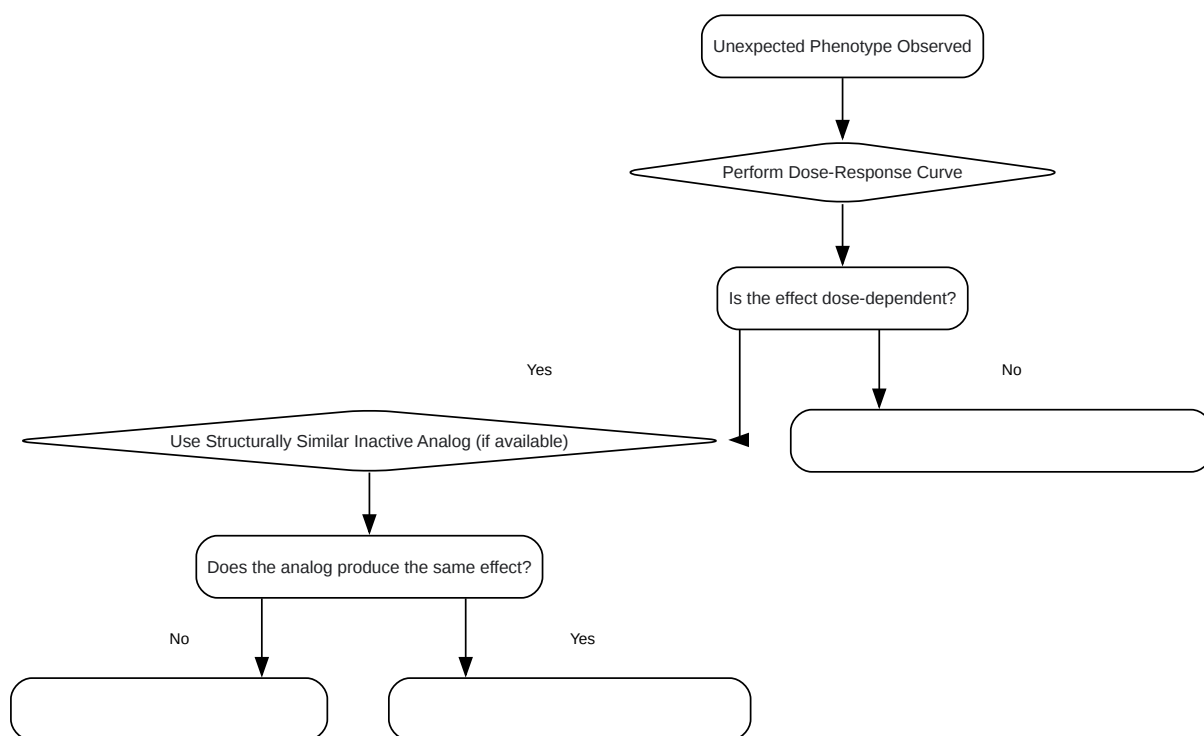 Unexpected Phenotype Observed
Perform Dose-Response Curve
Is the effect dose-dependent?
Yes
No
Use Structurally Similar Inactive Analog (if available)
Does the analog produce the same effect?
No
Yes